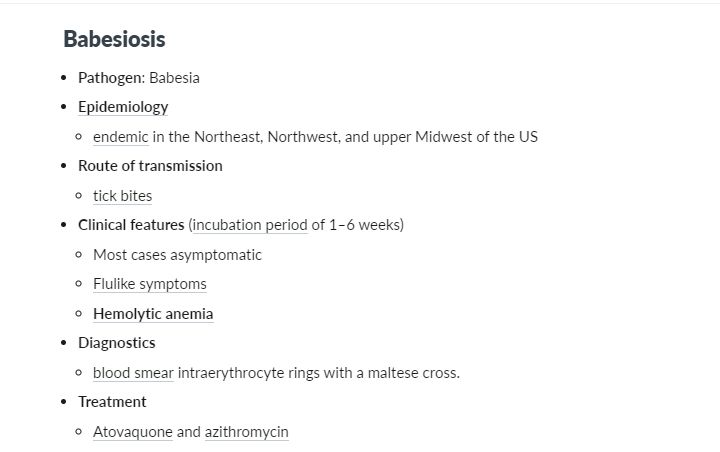 Babesiosis
Pathogen: Babesia
Epidemiology
endemic in the Northeast, Northwest, and upper Midwest of the US
Route of transmission
tick bites
Clinical features (incubation period of 1–6 weeks)
Most cases asymptomatic
Flulike symptoms
Hemolytic anemia
Diagnostics
blood smear intraerythrocyte rings with a maltese cross.
Treatment
Atovaquone and azithromycin